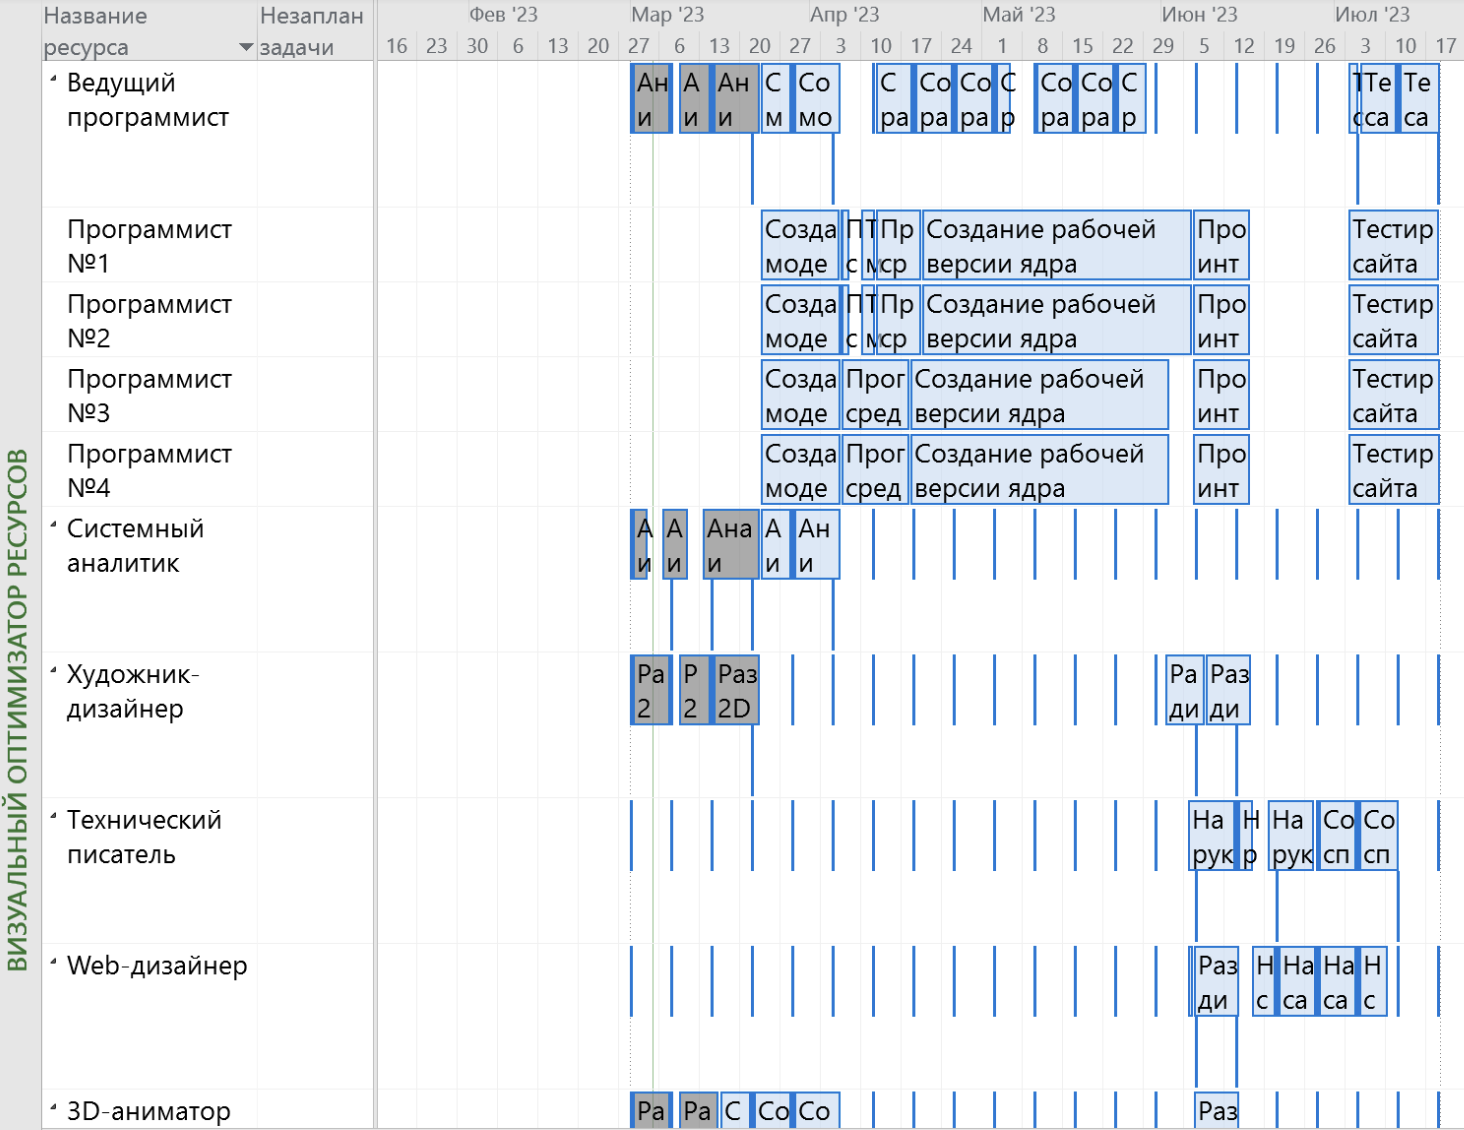 Название ресурса
Незаплан задачи
Фев '23 Мар '23 Апр '23 Май '23 Июн '23 Июл '23
16 23 30 6 13 20 27 6 13 20 27 3 10 17 24 1 8 15 22 29 5 12 19 26 3 10 17
ВИЗУАЛЬНЫЙ ОПТИМИЗАТОР РЕСУРСОВ
Ведущий
программист
Ан А Ан С Со С Со Со С Со Со С Те Те
и и и м мо ра ра ра р ра ра р са са
Программист
№1
Созда П Т Пр Создание рабочей Про Тестир
моде с м ср версии ядра инт сайта
Программист
№2
Созда П Т Пр Создание рабочей Про Тестир
моде с м ср версии ядра инт сайта
Программист
№3
Созда Прог Создание рабочей Про Тестир
моде сред версии ядра инт сайта
Программист
№4
Созда Прог Создание рабочей Про Тестир
моде сред версии ядра инт сайта
Системный
аналитик
А А Ана А Ан
и и и и и
Художник-
дизайнер
Ра Р Раз Ра Раз
2 2 2D ди ди
Технический
писатель
На Н На Со Со
рук р рук сп сп
Web-дизайнер
Раз Н На На Н
ди с са са с
3D-аниматор
Ра Ра С Со Со Раз